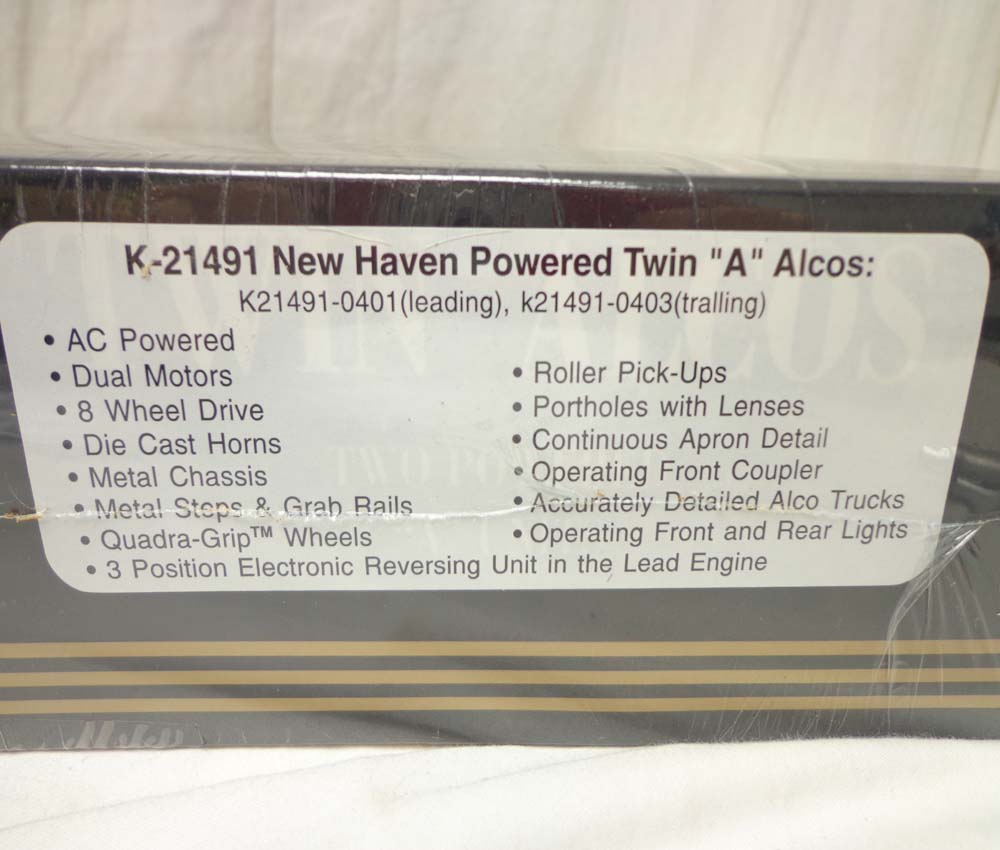 K-21491 New Haven Powered Twin "A" Alcos:
K21491-0401(leading), k21491-0403(tralling)
• AC Powered
• Dual Motors
• 8 Wheel Drive
• Die Cast Horns
• Metal Chassis
• Metal Steps & Grab Rails
• Quadra-Grip™ Wheels
• Roller Pick-Ups
• Portholes with Lenses
• Continuous Apron Detail
• Operating Front Coupler
• Accurately Detailed Alco Trucks
• Operating Front and Rear Lights
• 3 Position Electronic Reversing Unit in the Lead Engine
TWIN ALCOS